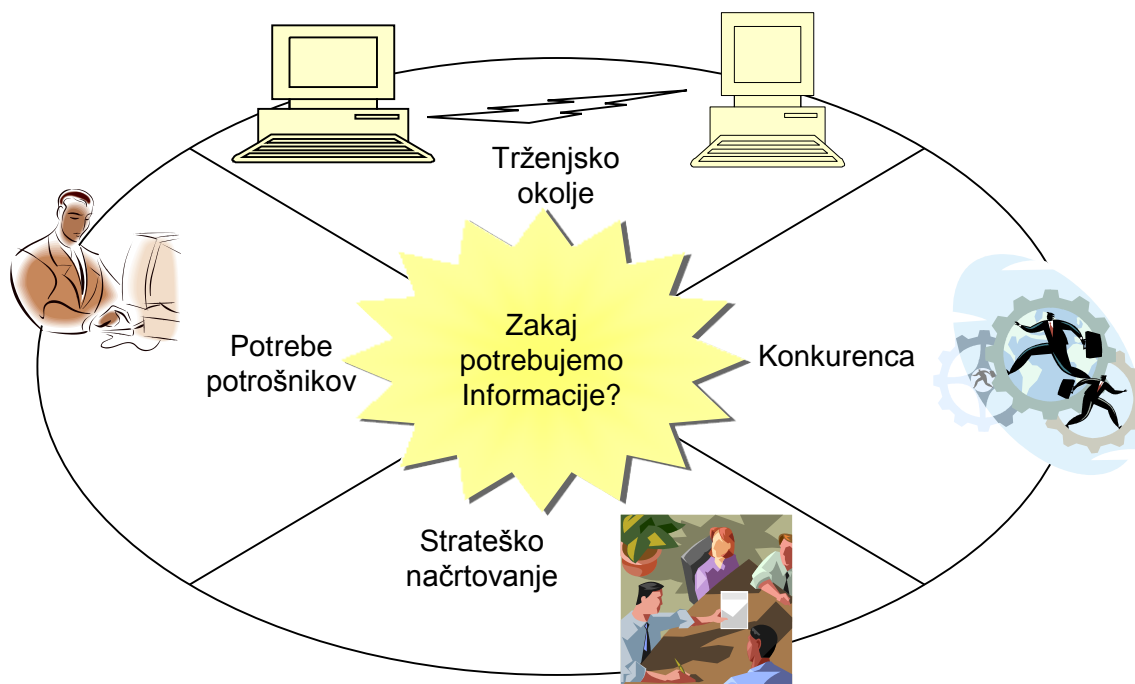 Trženjsko
okolje
Zakaj
potrebujemo
Informacije?
Potrebe
potrošnikov
Konkurenca
Strateško
načrtovanje